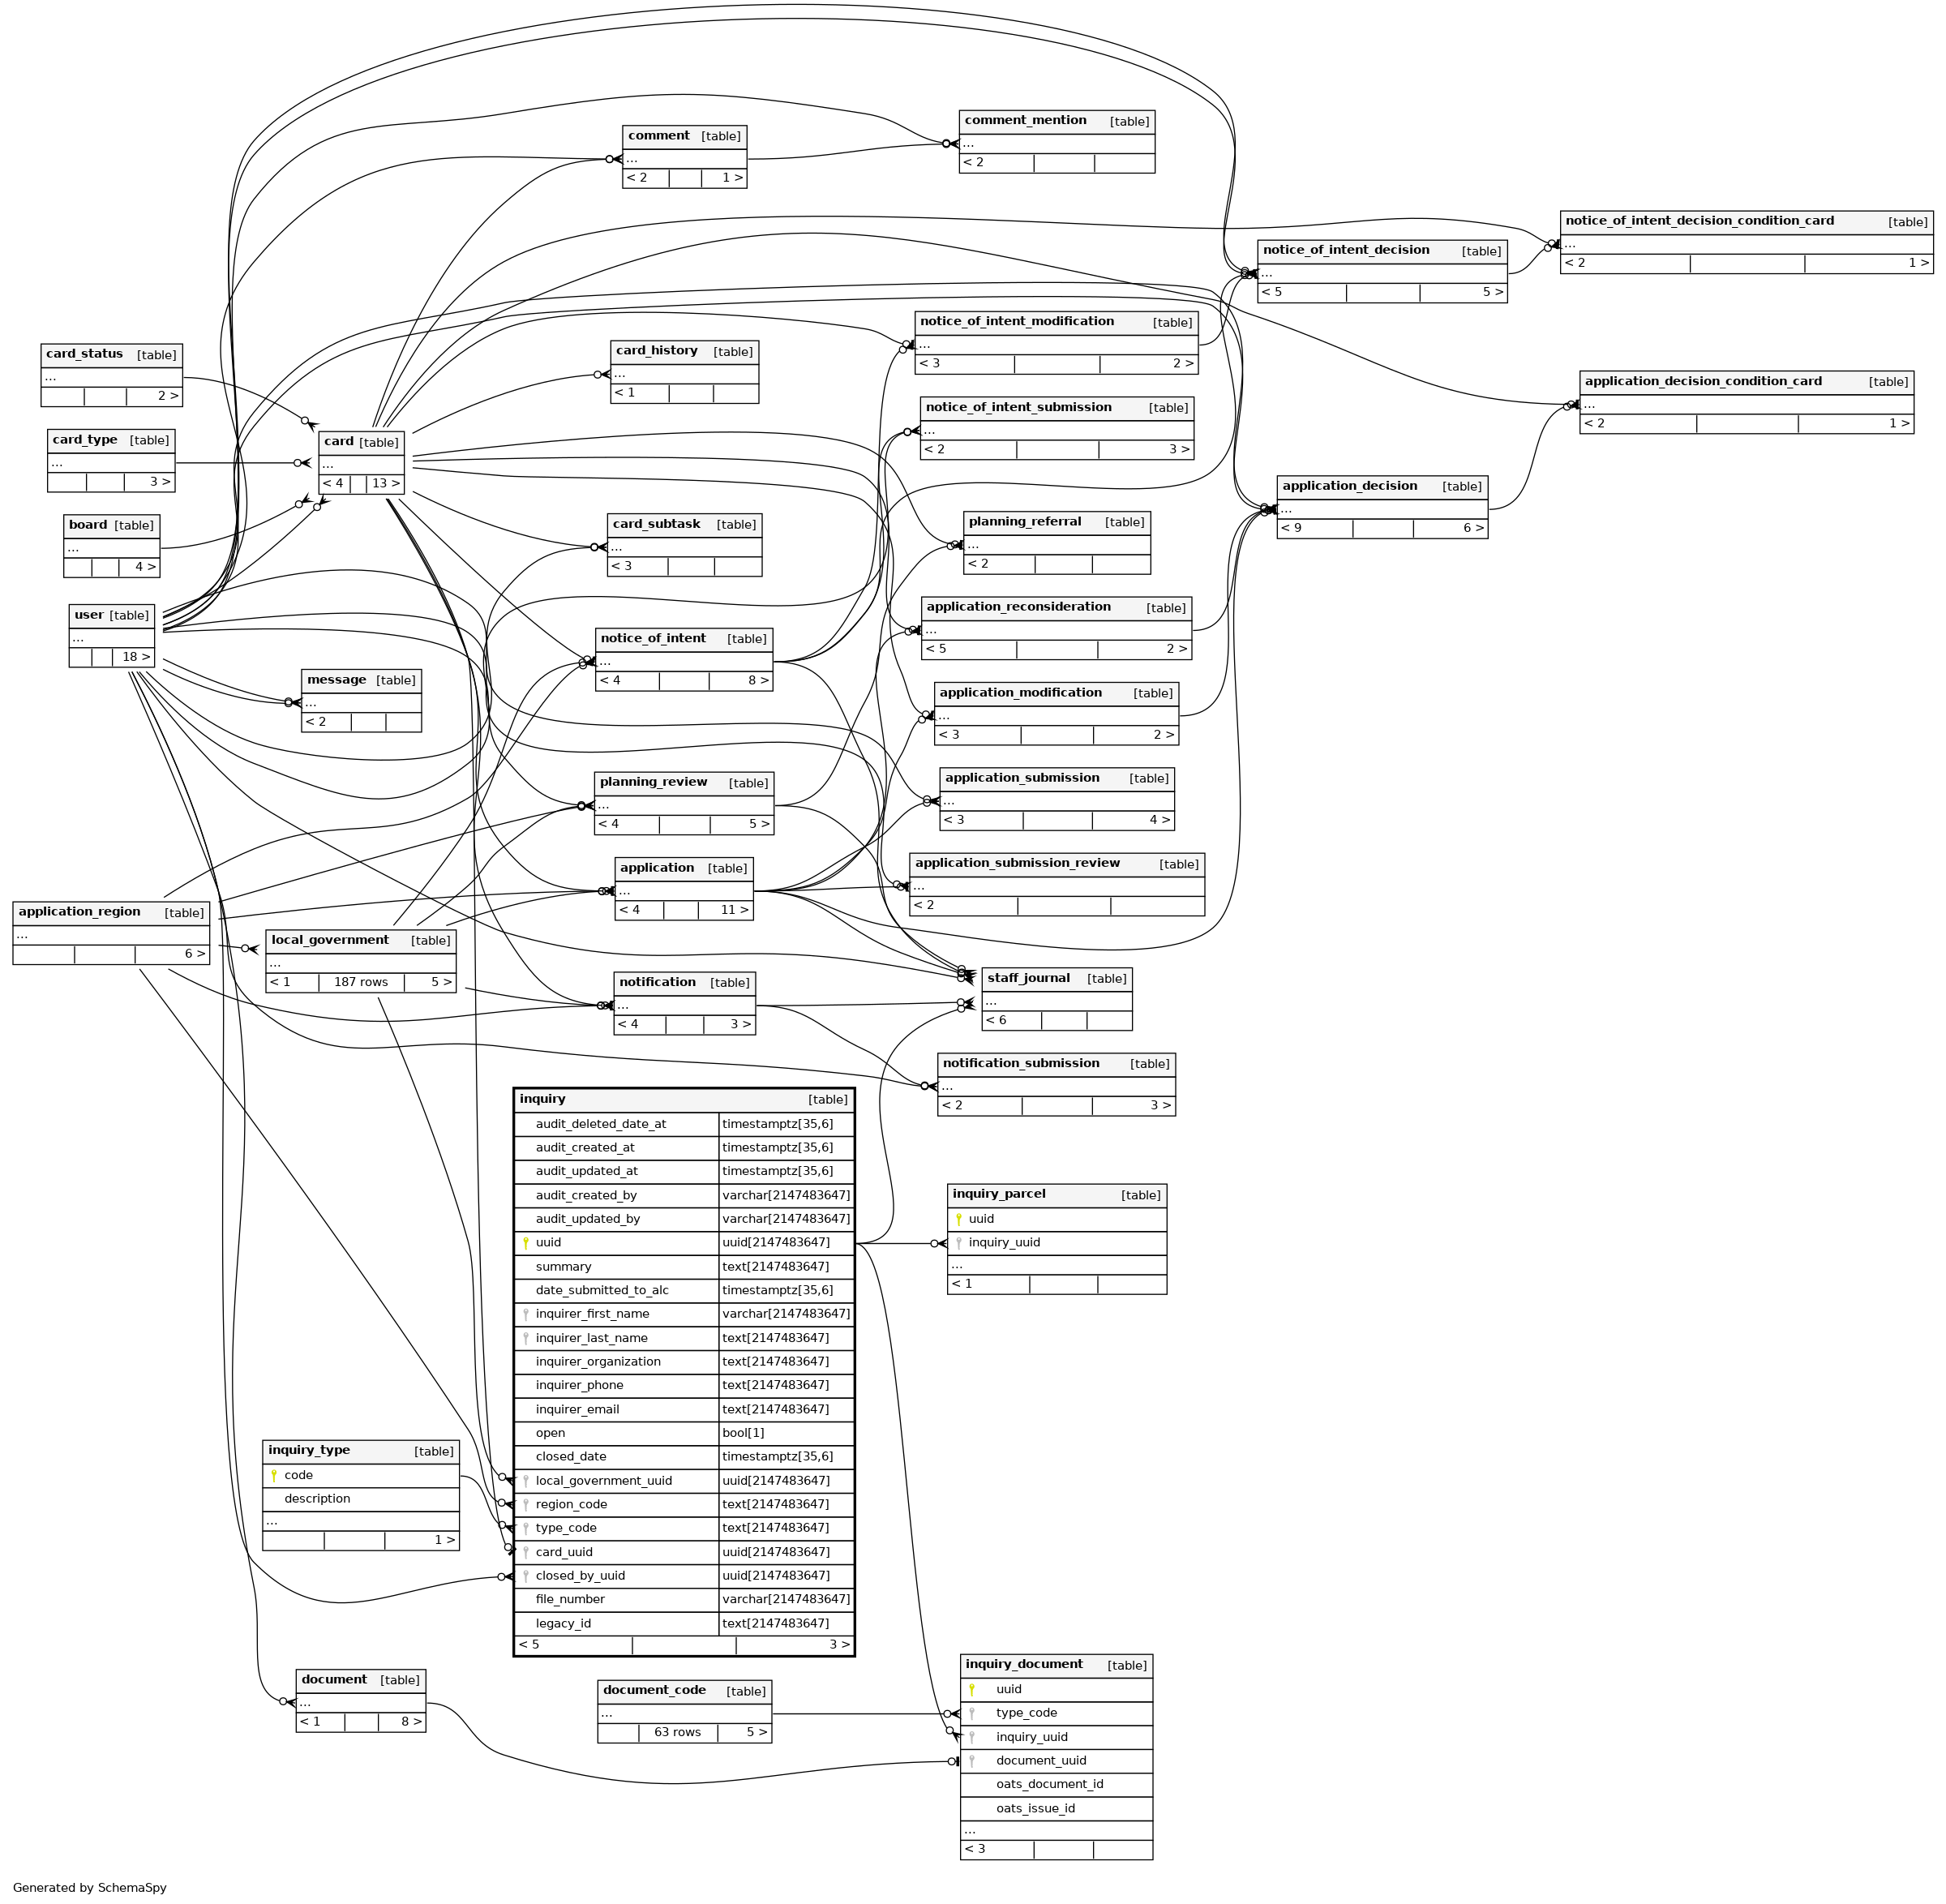 comment [table]
...
< 2 1 >
comment_mention [table]
...
< 2
notice_of_intent_decision_condition_card [table]
...
< 2 1 >
notice_of_intent_decision [table]
...
< 5 5 >
notice_of_intent_modification [table]
...
< 3 2 >
card_status [table]
...
2 >
card_history [table]
...
< 1
application_decision_condition_card [table]
...
< 2 1 >
notice_of_intent_submission [table]
...
< 2 3 >
card_type [table]
...
3 >
card [table]
...
< 4 13 >
application_decision [table]
...
< 9 6 >
board [table]
...
4 >
card_subtask [table]
...
< 3
planning_referral [table]
...
< 2
user [table]
...
18 >
application_reconsideration [table]
...
< 5 2 >
notice_of_intent [table]
...
< 4 8 >
message [table]
...
< 2
application_modification [table]
...
< 3 2 >
planning_review [table]
...
< 4 5 >
application_submission [table]
...
< 3 4 >
application [table]
...
< 4 11 >
application_submission_review [table]
...
< 2
application_region [table]
...
6 >
local_government [table]
...
< 1 187 rows 5 >
notification [table]
...
< 4 3 >
staff_journal [table]
...
< 6
notification_submission [table]
...
< 2 3 >
inquiry [table]
audit_deleted_date_at timestamptz[35,6]
audit_created_at timestamptz[35,6]
audit_updated_at timestamptz[35,6]
audit_created_by varchar[2147483647]
audit_updated_by varchar[2147483647]
uuid uuid[2147483647]
summary text[2147483647]
date_submitted_to_alc timestamptz[35,6]
inquirer_first_name varchar[2147483647]
inquirer_last_name text[2147483647]
inquirer_organization text[2147483647]
inquirer_phone text[2147483647]
inquirer_email text[2147483647]
open bool[1]
closed_date timestamptz[35,6]
local_government_uuid uuid[2147483647]
region_code text[2147483647]
type_code text[2147483647]
card_uuid uuid[2147483647]
closed_by_uuid uuid[2147483647]
file_number varchar[2147483647]
legacy_id text[2147483647]
< 5 3 >
inquiry_parcel [table]
uuid
inquiry_uuid
...
< 1
inquiry_type [table]
code
description
...
1 >
document [table]
...
< 1 8 >
document_code [table]
...
63 rows 5 >
inquiry_document [table]
uuid
type_code
inquiry_uuid
document_uuid
oats_document_id
oats_issue_id
...
< 3
Generated by SchemaSpy